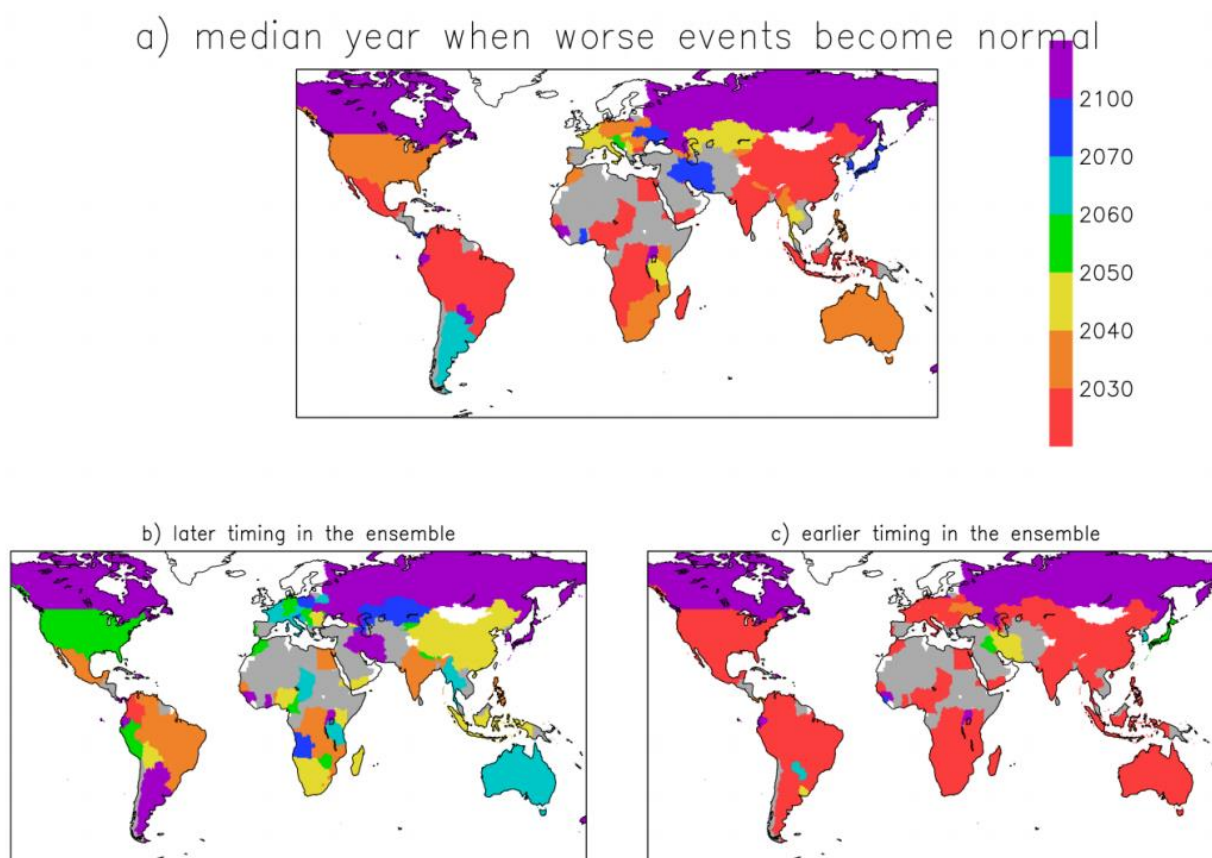 a) median year when worse events become normal
2100
2070
2060
2050
2040
2030
b) later timing in the ensemble
c) earlier timing in the ensemble